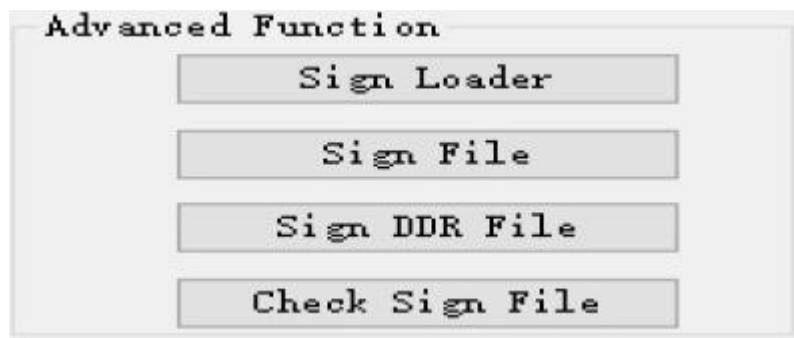 Advanced Function
Sign Loader
Sign File
Sign DDR File
Check Sign File